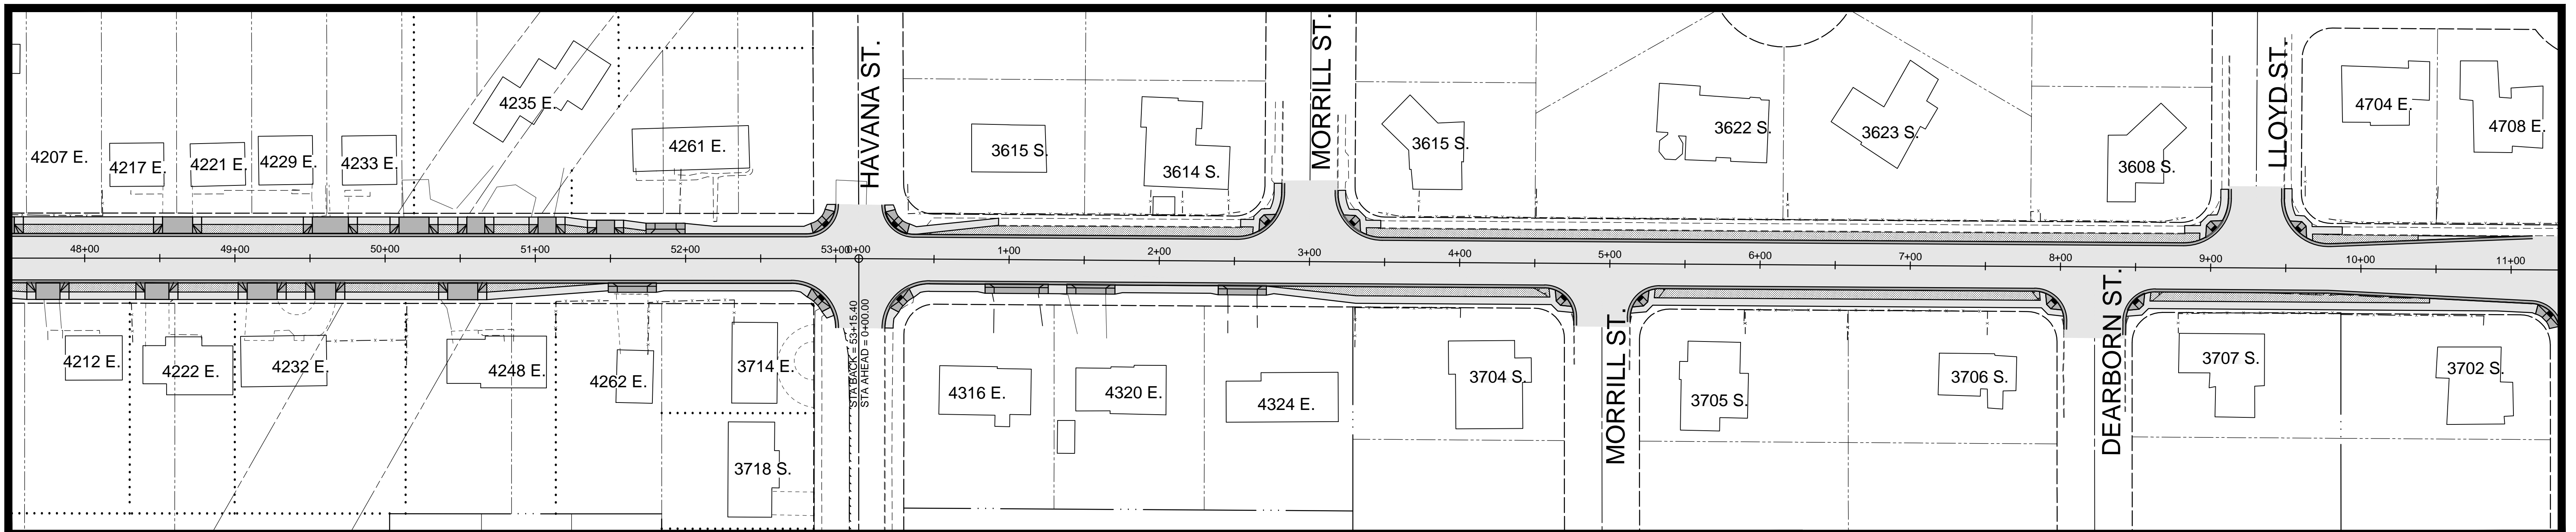 HAVANA ST.
MORRILL ST.
LLOYD ST.
4207 E.
4217 E.
4221 E.
4229 E.
4233 E.
4235 E.
4261 E.
3615 S.
3614 S.
3615 S.
3622 S.
3623 S.
3608 S.
4704 E.
4708 E.
48+00
49+00
50+00
51+00
52+00
53+00
0+00
1+00
2+00
3+00
4+00
5+00
6+00
7+00
8+00
9+00
10+00
11+00
STA BACK = 53+15.40
STA AHEAD = 0+00.00
MORRILL ST.
DEARBORN ST.
4212 E.
4222 E.
4232 E.
4248 E.
4262 E.
3714 E.
3718 S.
4316 E.
4320 E.
4324 E.
3704 S.
3705 S.
3706 S.
3707 S.
3702 S.